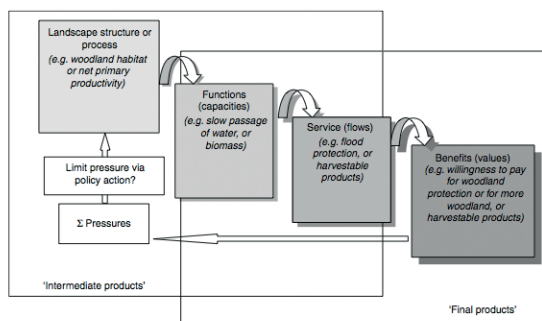 Landscape structure or
process
(e.g. woodland habitat
or net primary
productivity)
Functions
(capacities)
(e.g. slow passage
of water, or
biomass)
Service (flows)
(e.g. flood
protection, or
harvestable
products)
Benefits (values)
(e.g. willingness to pay
for woodland
protection or for more
woodland, or
harvestable products)
Limit pressure via
policy action?
Σ Pressures
'Intermediate products'
'Final products'